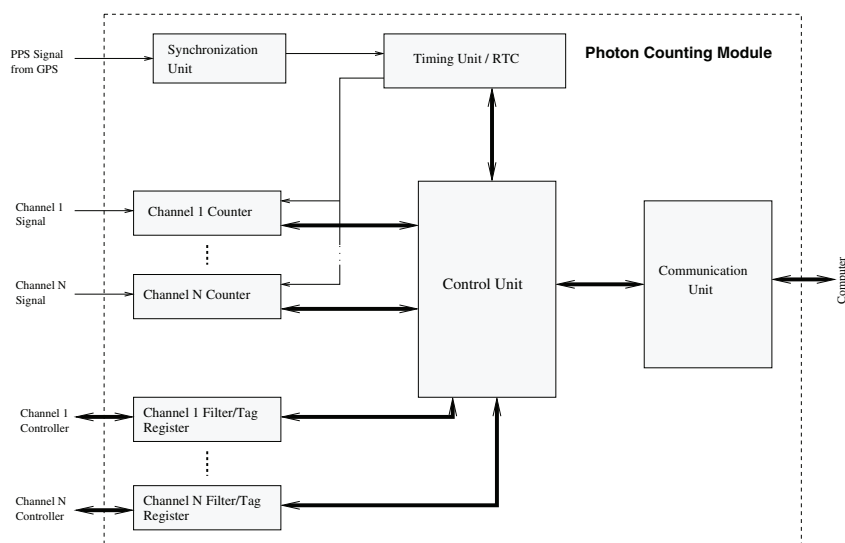 PPS Signal
from GPS
Synchronization
Unit
Timing Unit / RTC
Photon Counting Module
Channel 1
Signal
Channel 1 Counter
Channel N
Signal
Channel N Counter
Control Unit
Communication
Unit
Computer
Channel 1
Controller
Channel 1 Filter/Tag
Register
Channel N
Controller
Channel N Filter/Tag
Register